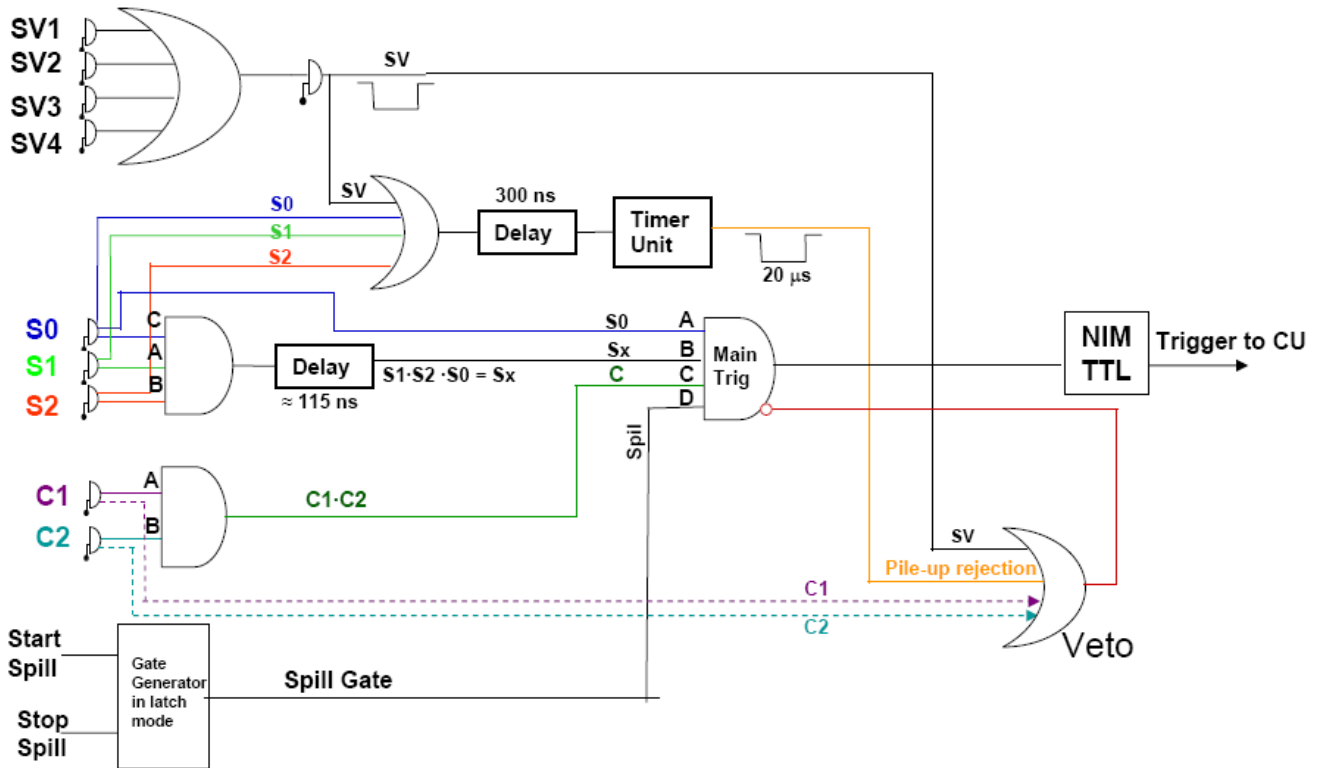 SV1
SV2
SV3
SV4
SV
SV
S0
S1
S2
300 ns
Delay
Timer
Unit
20 μs
S0
S1
S2
C
A
B
Delay
≈ 115 ns
S1·S2 ·S0 = Sx
S0
Sx
C
A
B
C
D
Main
Trig
Spil
NIM
TTL
Trigger to CU
C1
C2
A
B
C1·C2
SV
Pile-up rejection
C1
C2
Veto
Start
Spill
Stop
Spill
Gate
Generator
in latch
mode
Spill Gate